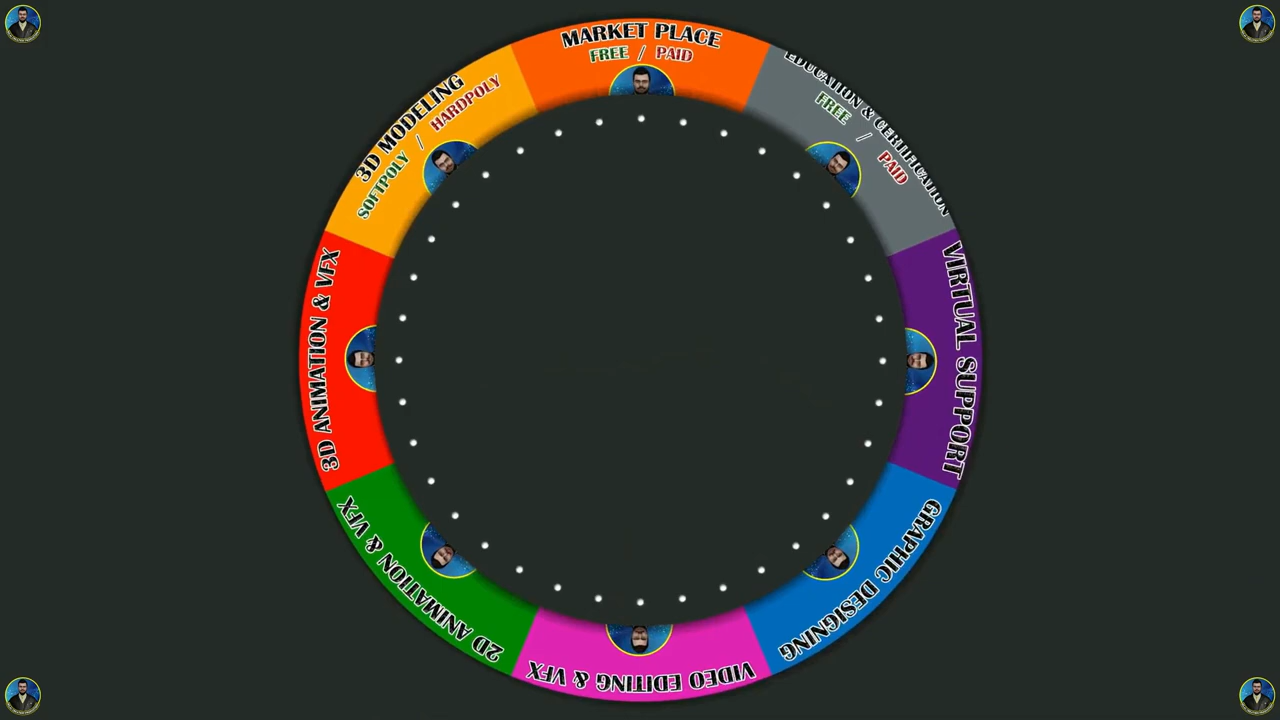 MARKET PLACE
FREE / PAID
EDUCATION & CERTIFICATION
FREE / PAID
VIRTUAL SUPPORT
GRAPHIC DESIGNING
VIDEO EDITING & VFX
2D ANIMATION & VFX
3D ANIMATION & VFX
3D MODELING
SOFTPOLY / HARDPOLY